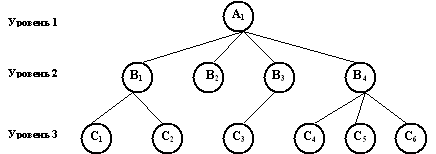 Уровень 1 A1
Уровень 2 B1 B2 B3 B4
Уровень 3 C1 C2 C3 C4 C5 C6